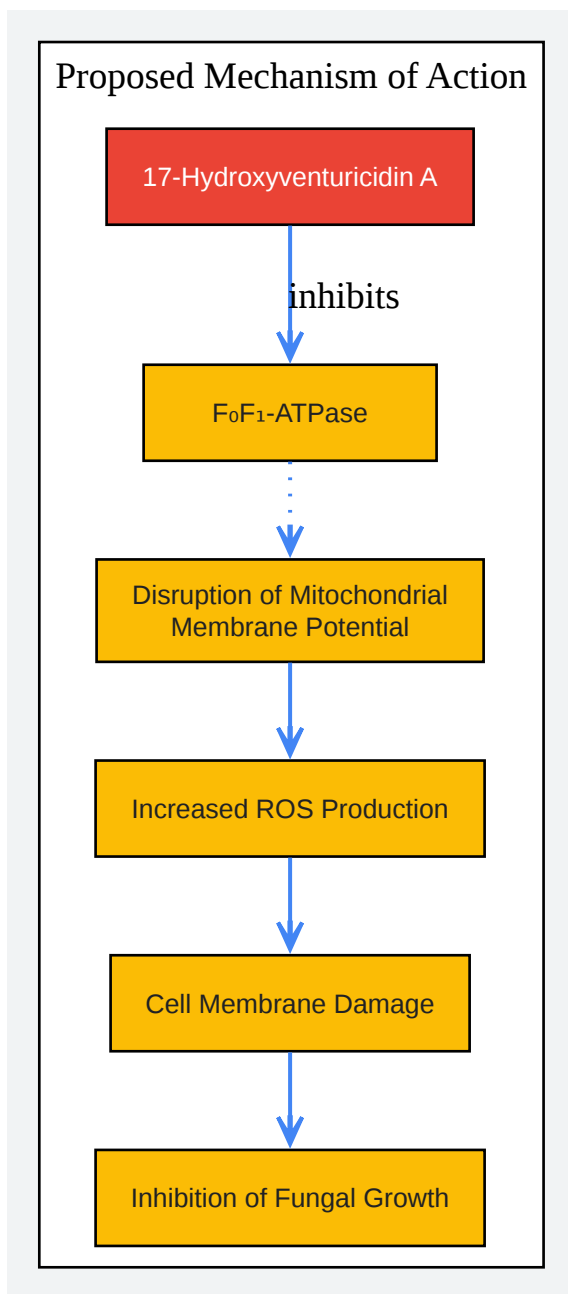 Proposed Mechanism of Action
17-Hydroxyventuricidin A
inhibits
F₀F₁-ATPase
Disruption of Mitochondrial
Membrane Potential
Increased ROS Production
Cell Membrane Damage
Inhibition of Fungal Growth